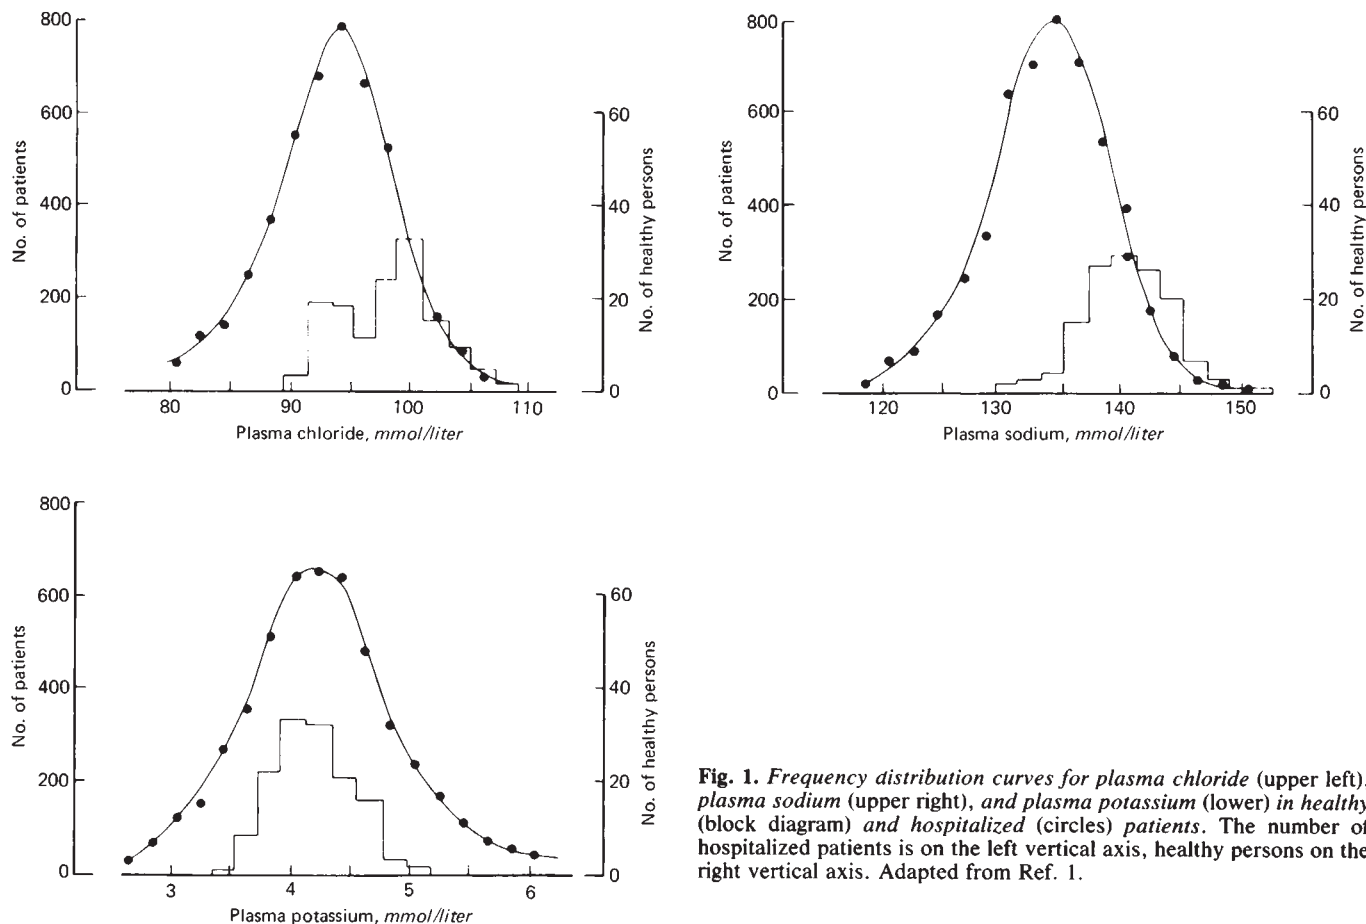 800
600
400
200
0
No. of patients
60
40
20
0
No. of healthy persons
80
90
100
110
Plasma chloride, mmol/liter
800
600
400
200
0
No. of patients
60
40
20
0
No. of healthy persons
120
130
140
150
Plasma sodium, mmol/liter
800
600
400
200
0
No. of patients
60
40
20
0
No. of healthy persons
3
4
5
6
Plasma potassium, mmol/liter
Fig. 1. Frequency distribution curves for plasma chloride (upper left),
plasma sodium (upper right), and plasma potassium (lower) in healthy
(block diagram) and hospitalized (circles) patients. The number of
hospitalized patients is on the left vertical axis, healthy persons on the
right vertical axis. Adapted from Ref. 1.